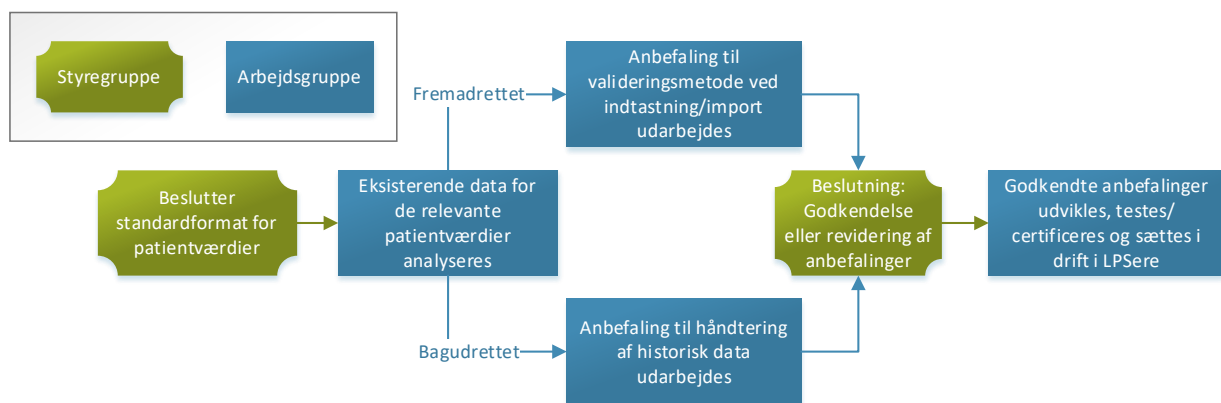 Styregruppe
Arbejdsgruppe
Beslutter
standardformat for
patientværdier
Eksisterende data for
de relevante
patientværdier
analyseres
Fremadrettet
Anbefaling til
valideringsmetode ved
indtastning/import
udarbejdes
Bagudrettet
Anbefaling til håndtering
af historisk data
udarbejdes
Beslutning:
Godkendelse
eller revidering af
anbefalinger
Godkendte anbefalinger
udvikles, testes/
certificeres og sættes i
drift i LPSere